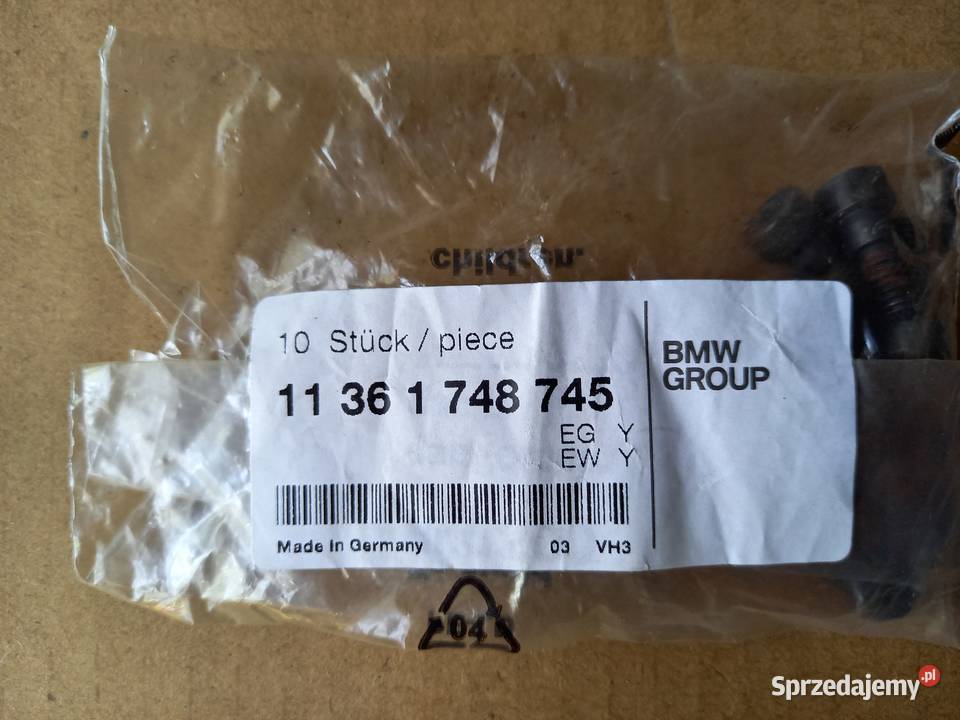 10 Stück / piece
11 36 1 748 745
EG Y
EW Y
BMW
GROUP
Made in Germany 03 VH3
04
Sprzedajemy.pl